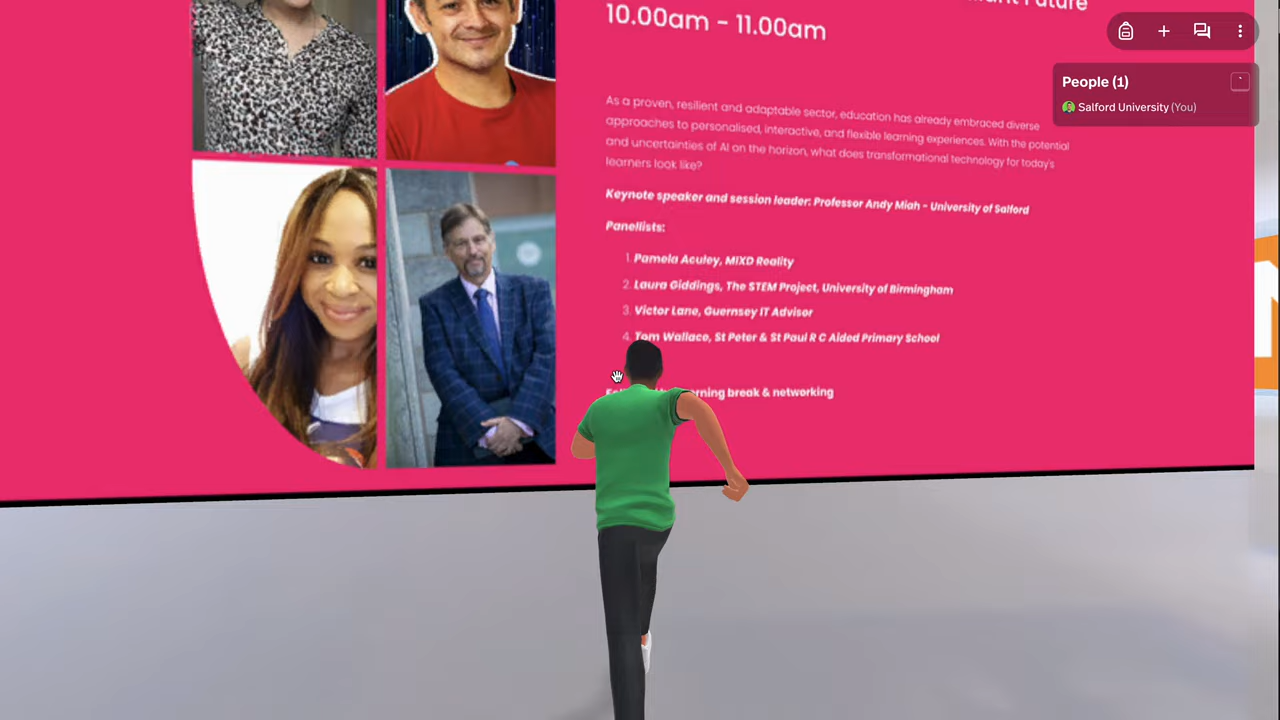 Future
10.00am - 11.00am
People (1)
Salford University (You)
As a proven, resilient and adaptable sector, education has already embraced diverse
approaches to personalised, interactive, and flexible learning experiences. With the potential
and uncertainties of AI on the horizon, what does transformational technology for today's
learners look like?
Keynote speaker and session leader: Professor Andy Miah - University of Salford
Panellists:
1. Pamela Aculey, MIXD Reality
2. Laura Giddings, The STEM Project, University of Birmingham
3. Victor Lane, Guernsey IT Advisor
4. Tom Wallace, St Peter & St Paul R C Aided Primary School
break & networking